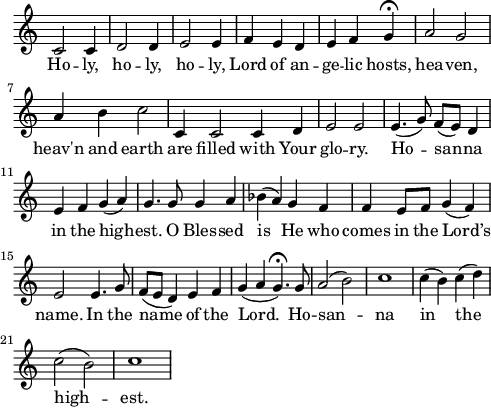 Ho -- ly, ho -- ly, ho -- ly, Lord of an -- ge -- lic hosts, hea -- ven,
7
heav'n and earth are filled with Your glo -- ry. Ho -- sanna
11
in the highest. O Blessed is He who comes in the Lord’s
15
name. In the name of the Lord. Ho -- san -- na in the
21
high -- est.